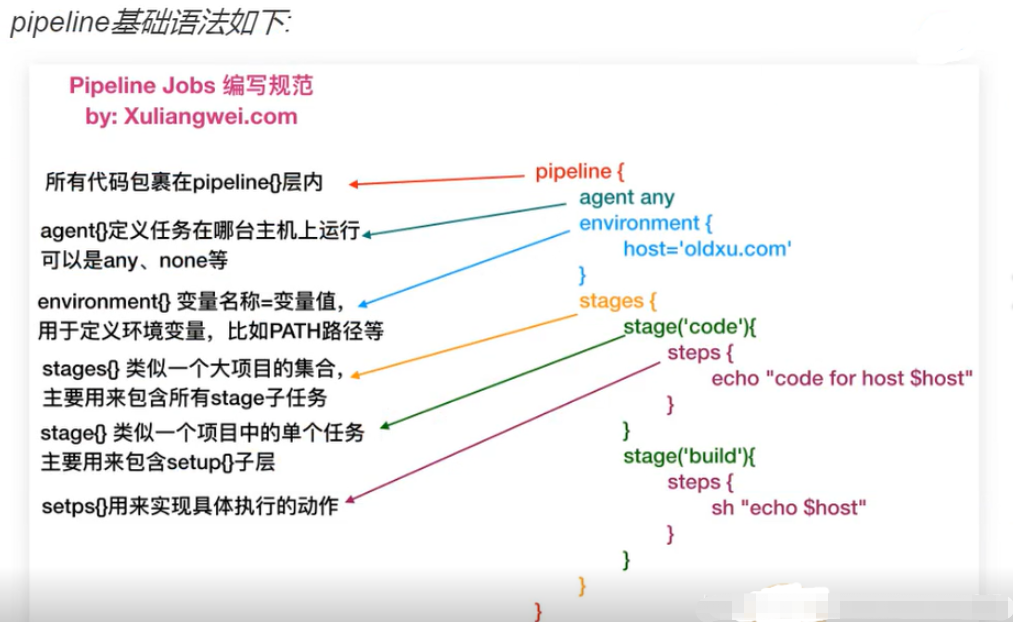 pipeline基础语法如下:
Pipeline Jobs 编写规范
by: Xuliangwei.com
所有代码包裹在pipeline{}层内
agent{}定义任务在哪台主机上运行
可以是any、none等
environment{} 变量名称=变量值，
用于定义环境变量，比如PATH路径等
stages{} 类似一个大项目的集合，
主要用来包含所有stage子任务
stage{} 类似一个项目中的单个任务
主要用来包含setup{}子层
setps{}用来实现具体执行的动作
pipeline {
agent any
environment {
host='oldxu.com'
}
stages {
stage('code'){
steps {
echo "code for host $host"
}
}
stage('build'){
steps {
sh "echo $host"
}
}
}
}